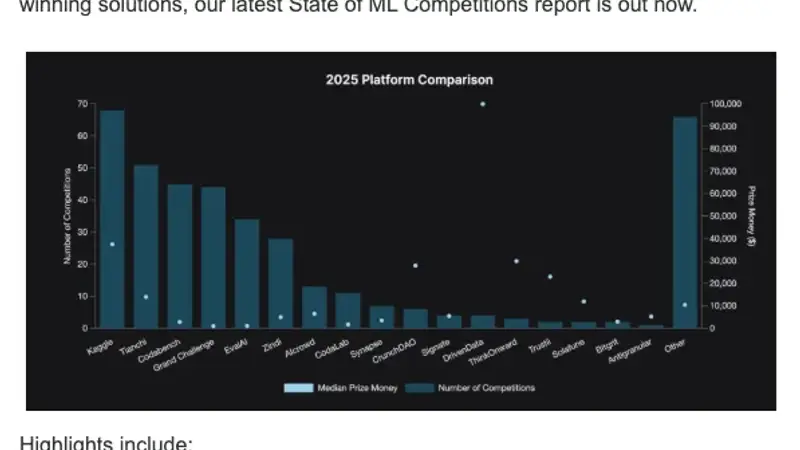 winning solutions, our latest State of ML Competitions report is out now.
2025 Platform Comparison
70
60
50
40
30
20
10
0
Number of Competitions
100,000
90,000
80,000
70,000
60,000
50,000
40,000
30,000
20,000
10,000
0
Prize Money ($)
Kaggle
Tianchi
Codabench
Grand Challenge
EvalAI
Zindi
AIcrowd
CodaLab
Synapse
CrunchDAO
Signate
DrivenData
ThinkOnward
Trustii
Solafune
Bitgrit
Antigranular
Other
Median Prize Money
Number of Competitions
Highlights include: